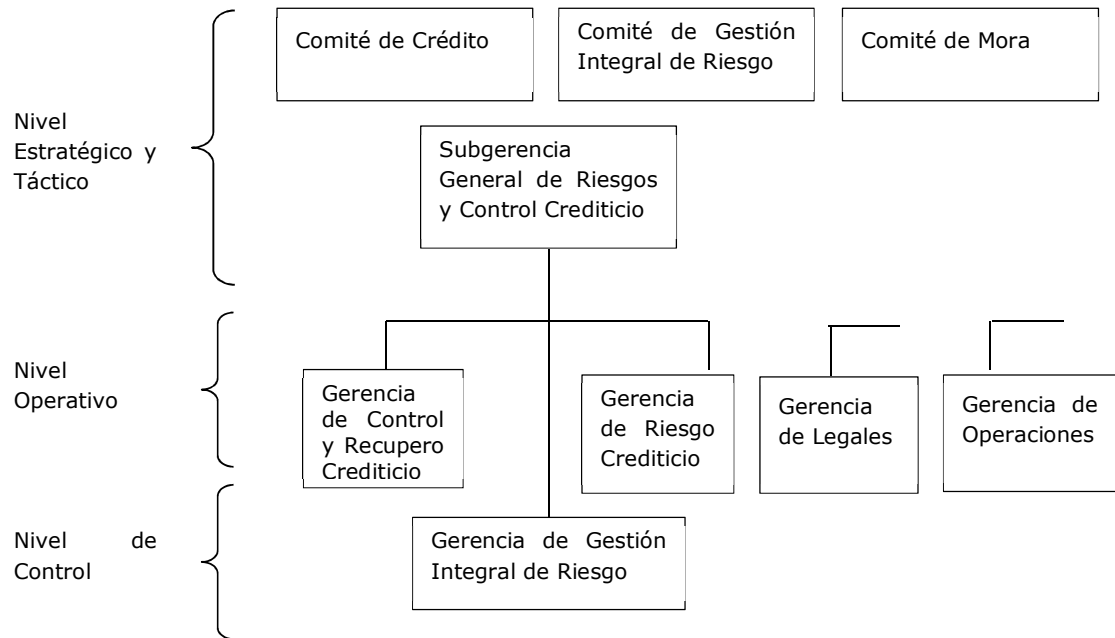 Comité de Crédito
Comité de Gestión
Integral de Riesgo
Comité de Mora
Nivel
Estratégico y
Táctico
Subgerencia
General de Riesgos
y Control Crediticio
Nivel
Operativo
Gerencia
de Control
y Recupero
Crediticio
Gerencia
de Riesgo
Crediticio
Gerencia
de Legales
Gerencia de
Operaciones
Nivel de
Control
Gerencia de Gestión
Integral de Riesgo